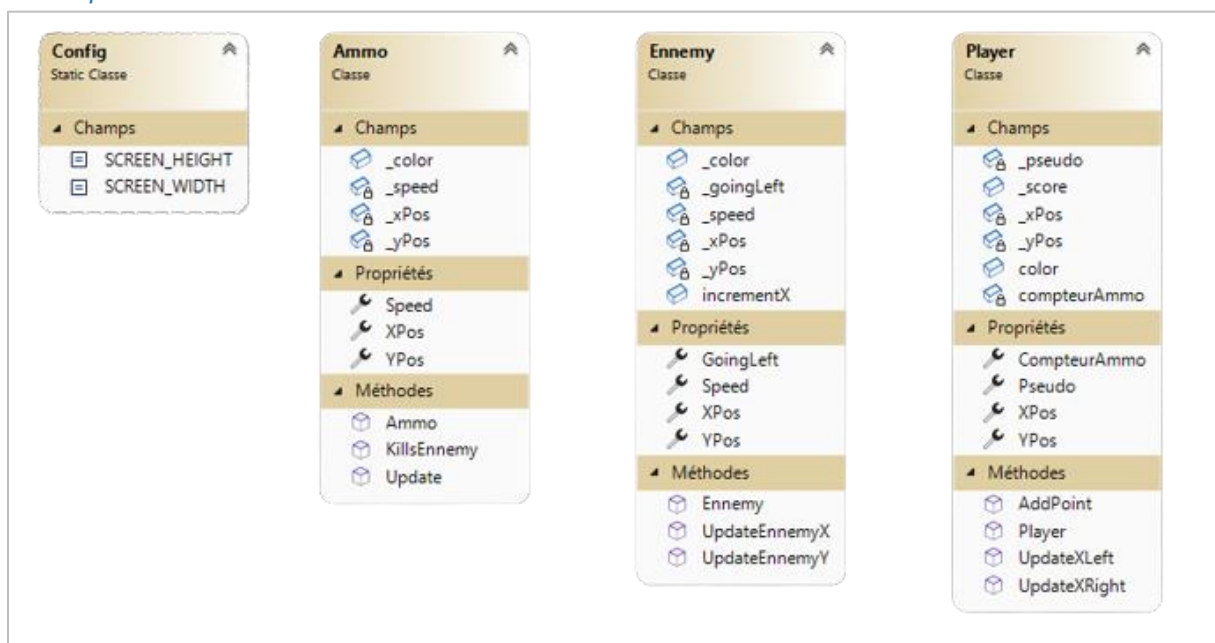 Config
Static Classe
Champs
SCREEN_HEIGHT
SCREEN_WIDTH
Ammo
Classe
Champs
_color
_speed
_xPos
_yPos
Propriétés
Speed
XPos
YPos
Méthodes
Ammo
KillsEnnemy
Update
Ennemy
Classe
Champs
_color
_goingLeft
_speed
_xPos
_yPos
incrementX
Propriétés
GoingLeft
Speed
XPos
YPos
Méthodes
Ennemy
UpdateEnnemyX
UpdateEnnemyY
Player
Classe
Champs
_pseudo
_score
_xPos
_yPos
color
compteurAmmo
Propriétés
CompteurAmmo
Pseudo
XPos
YPos
Méthodes
AddPoint
Player
UpdateXLeft
UpdateXRight